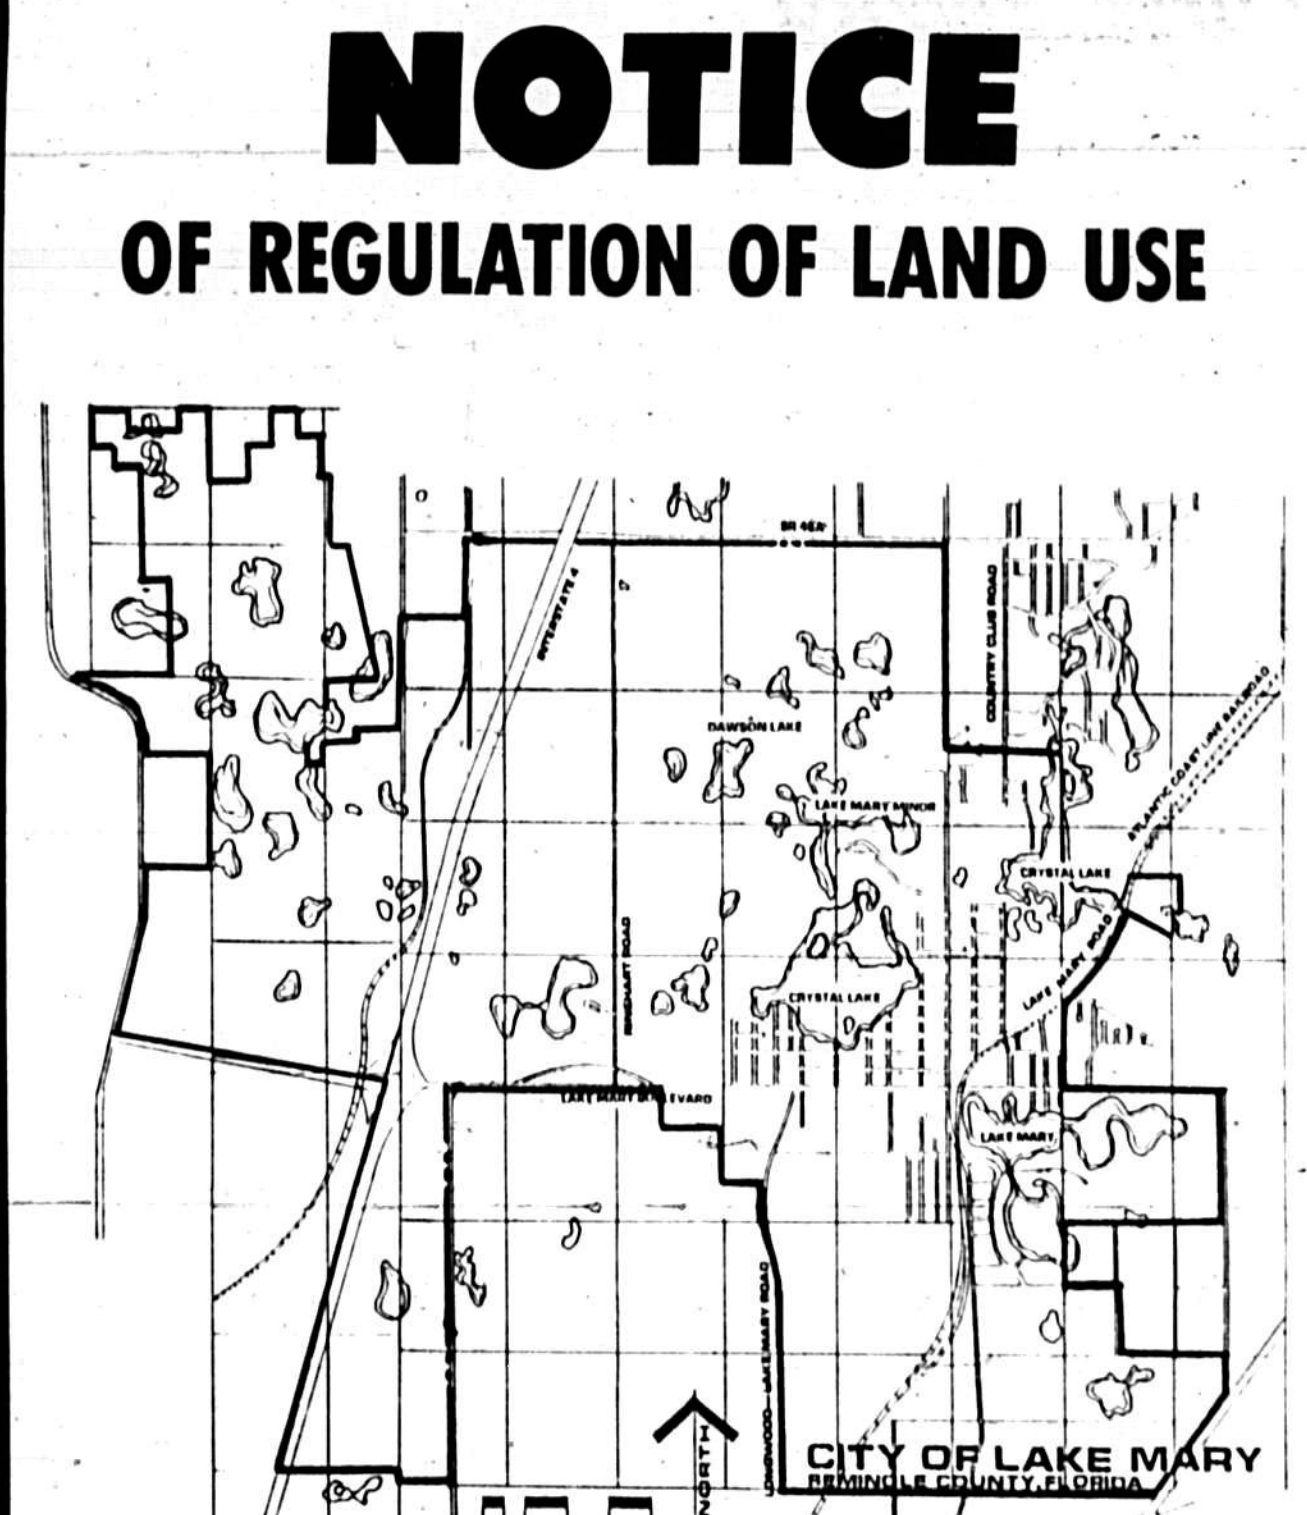 NOTICE
OF REGULATION OF LAND USE
SR 46A
INTERSTATE 4
COUNTRY CLUB ROAD
DAWSON LAKE
ATLANTIC COAST LINE RAILROAD
LAKE MARY MINOR
CRYSTAL LAKE
RINEHART ROAD
LAKE MARY ROAD
CRYSTAL LAKE
LAKE MARY BOULEVARD
LAKE MARY
LONGWOOD-LAKE MARY ROAD
NORTH
CITY OF LAKE MARY
SEMINOLE COUNTY, FLORIDA